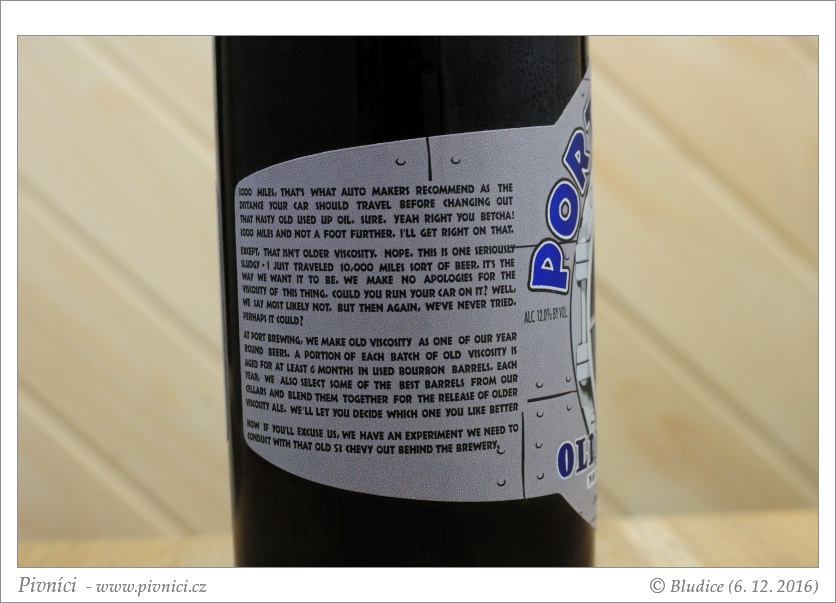 3000 MILES, THAT'S WHAT AUTO MAKERS RECOMMEND AS THE
DISTANCE YOUR CAR SHOULD TRAVEL BEFORE CHANGING OUT
THAT NASTY OLD USED UP OIL. SURE. YEAH RIGHT YOU BETCHA!
3000 MILES AND NOT A FOOT FURTHER. I'LL GET RIGHT ON THAT.
EXCEPT, THAT ISN'T OLDER VISCOSITY. NOPE. THIS IS ONE SERIOUSLY
SLUDGY - I JUST TRAVELED 10,000 MILES SORT OF BEER. IT'S THE
WAY WE WANT IT TO BE. WE MAKE NO APOLOGIES FOR THE
VISCOUITY OF THIS THING. COULD YOU RUN YOUR CAR ON IT? WELL,
WE SAY MOST LIKELY NOT. BUT THEN AGAIN, WE'VE NEVER TRIED.
PERHAPS IT COULD?
AT PORT BREWING, WE MAKE OLD VISCOSITY AS ONE OF OUR YEAR
ROUND BEERS. A PORTION OF EACH BATCH OF OLD VISCOSITY IS
AGED FOR AT LEAST 6 MONTHS IN USED BOURBON BARRELS. EACH
YEAR, WE ALSO SELECT SOME OF THE BEST BARRELS FROM OUR
CELLARS AND BLEND THEM TOGETHER FOR THE RELEASE OF OLDER
VISCOSITY ALE. WE'LL LET YOU DECIDE WHICH ONE YOU LIKE BETTER
NOW IF YOU'LL EXCUSE US, WE HAVE AN EXPERIMENT WE NEED TO
CONDUCT WITH THAT OLD 53 CHEVY OUT BEHIND THE BREWERY.
PORT
ALC. 12.0% BY VOL.
Pivníci - www.pivnici.cz
© Bludice (6. 12. 2016)